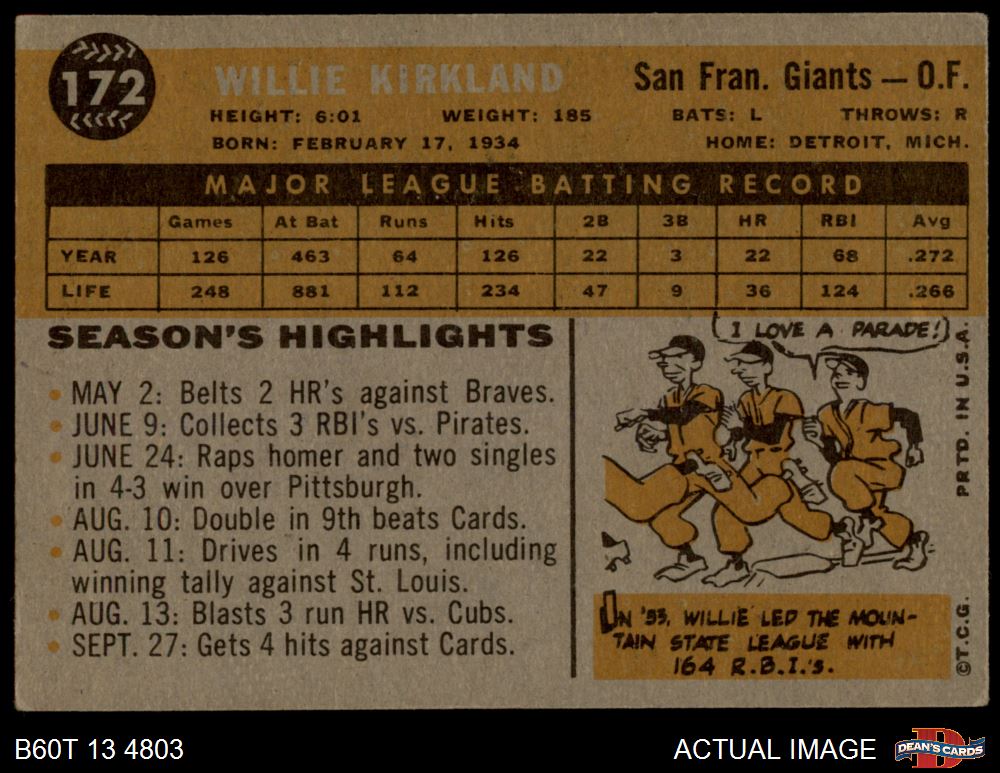 172
WILLIE KIRKLAND
San Fran. Giants — O.F.
HEIGHT: 6:01 WEIGHT: 185 BATS: L THROWS: R
BORN: FEBRUARY 17, 1934 HOME: DETROIT, MICH.
MAJOR LEAGUE BATTING RECORD
Games At Bat Runs Hits 2B 3B HR RBI Avg
YEAR 126 463 64 126 22 3 22 68 .272
LIFE 248 881 112 234 47 9 36 124 .266
SEASON'S HIGHLIGHTS
• MAY 2: Belts 2 HR's against Braves.
• JUNE 9: Collects 3 RBI's vs. Pirates.
• JUNE 24: Raps homer and two singles
in 4-3 win over Pittsburgh.
• AUG. 10: Double in 9th beats Cards.
• AUG. 11: Drives in 4 runs, including
winning tally against St. Louis.
• AUG. 13: Blasts 3 run HR vs. Cubs.
• SEPT. 27: Gets 4 hits against Cards.
I LOVE A PARADE!
IN '53, WILLIE LED THE MOUN-
TAIN STATE LEAGUE WITH
164 R.B.I.'s.
©T.C.G. PRTD. IN U.S.A.
B60T 13 4803
ACTUAL IMAGE
D
DEAN'S CARDS